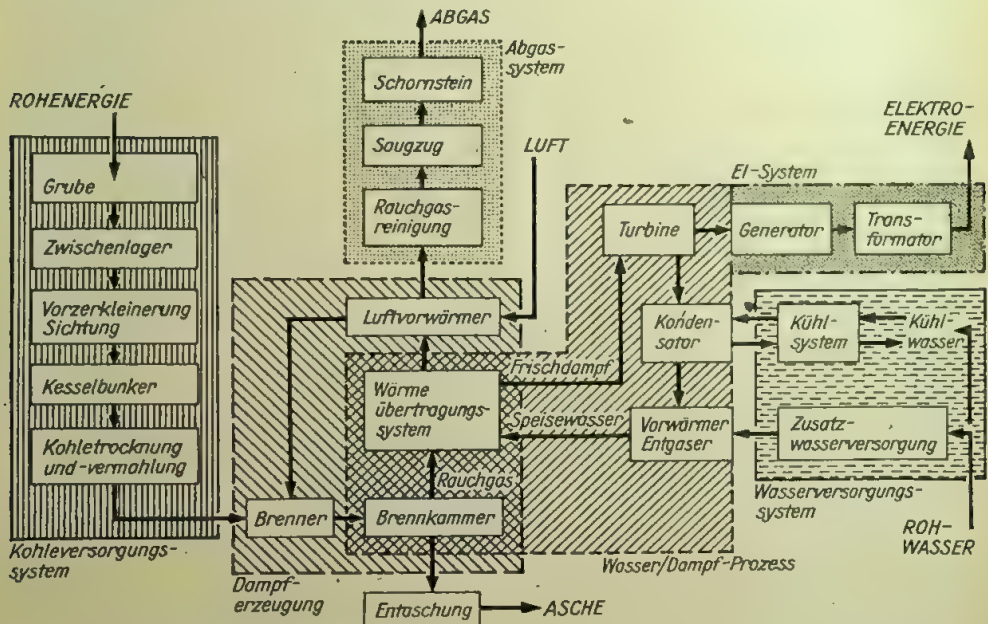 ABGAS
Abgas-
system
Schornstein
Saugzug
Rauchgas-
reinigung
ROHENERGIE
Grube
Zwischenlager
Vorzerkleinerung
Sichtung
Kesselbunker
Kohletrocknung
und -vermahlung
Kohleversorgungs-
system
LUFT
Luftvorwärmer
Wärme
übertragungs-
system
Frischdampf
Speisewasser
Rauchgas
Brenner
Brennkammer
Dampf-
erzeugung
Entaschung
ASCHE
Turbine
Konden-
sator
Vorwärmer
Entgaser
Wasser/Dampf-Prozess
ELEKTRO-
ENERGIE
El-System
Generator
Trans-
formator
Kühl-
system
Kühl-
wasser
Zusatz-
wasserversorgung
Wasserversorgungs-
system
ROH-
WASSER